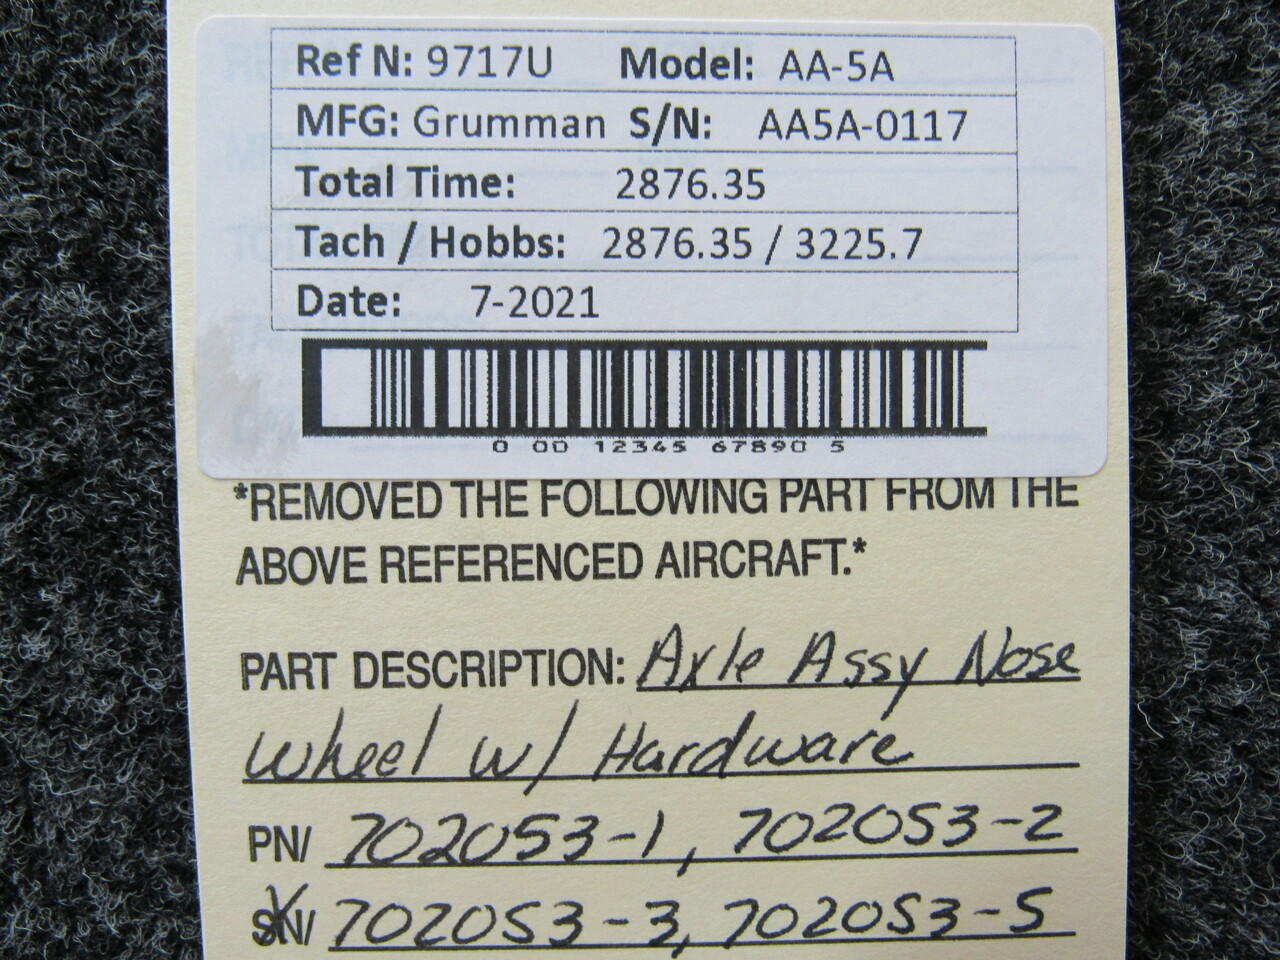 Ref N: 9717U Model: AA-5A
MFG: Grumman S/N: AA5A-0117
Total Time: 2876.35
Tach / Hobbs: 2876.35 / 3225.7
Date: 7-2021
0 00 12345 67890 5
*REMOVED THE FOLLOWING PART FROM THE
ABOVE REFERENCED AIRCRAFT.*
PART DESCRIPTION: Axle Assy Nose
Wheel w/ Hardware
PN/ 702053-1, 702053-2
SN/ 702053-3, 702053-5